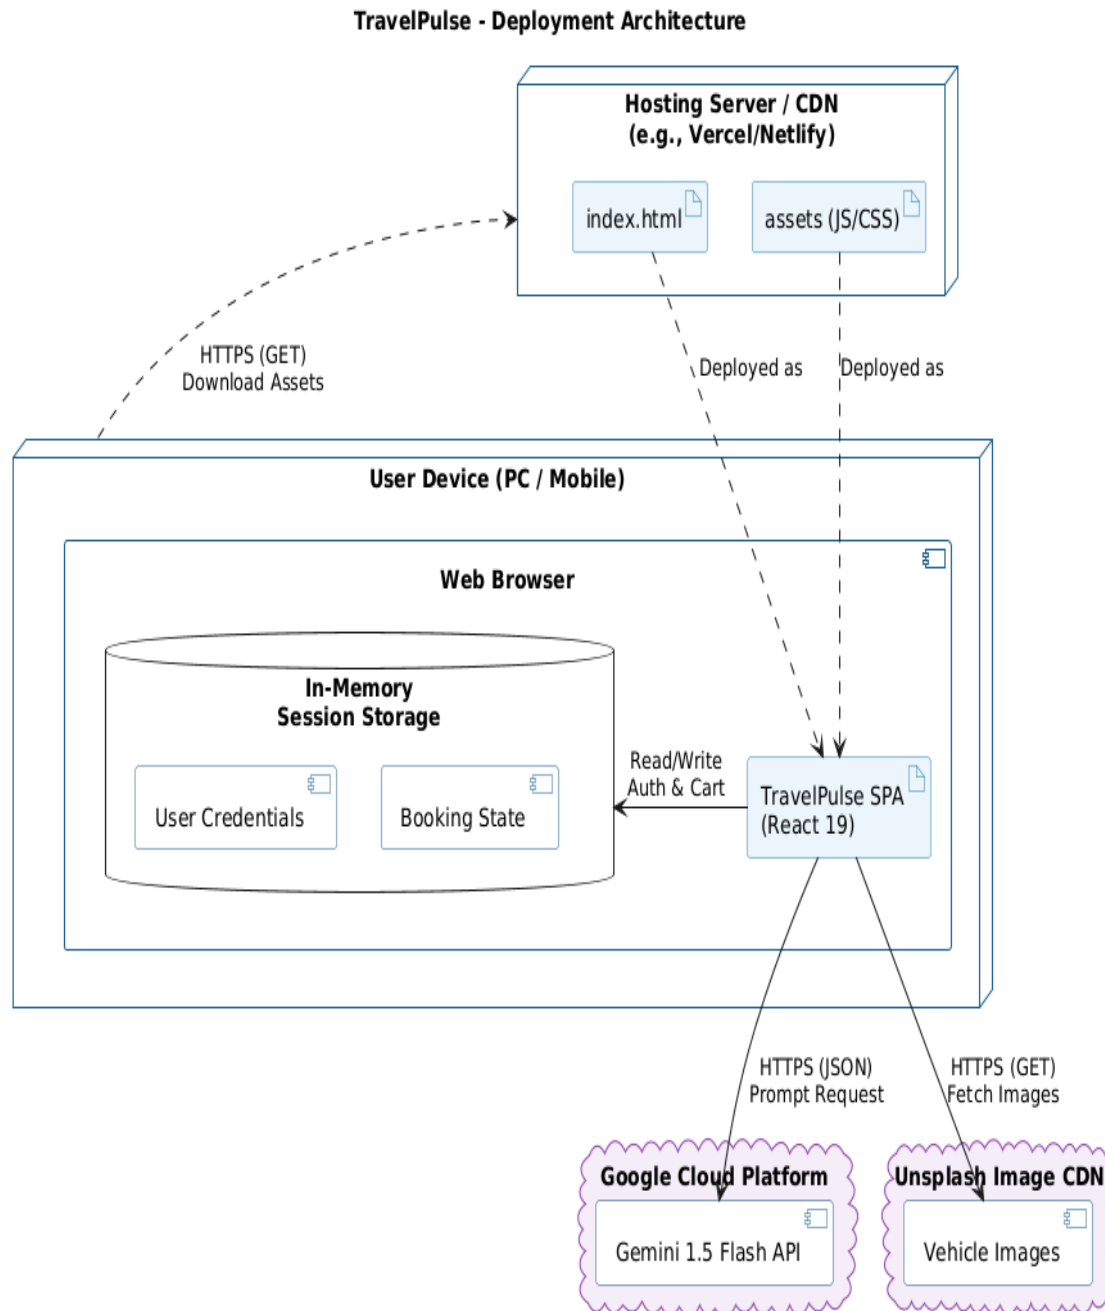 TravelPulse - Deployment Architecture
Hosting Server / CDN
(e.g., Vercel/Netlify)
index.html
assets (JS/CSS)
HTTPS (GET)
Download Assets
Deployed as
Deployed as
User Device (PC / Mobile)
Web Browser
In-Memory
Session Storage
User Credentials
Booking State
Read/Write
Auth & Cart
TravelPulse SPA
(React 19)
HTTPS (JSON)
Prompt Request
HTTPS (GET)
Fetch Images
Google Cloud Platform
Gemini 1.5 Flash API
Unsplash Image CDN
Vehicle Images